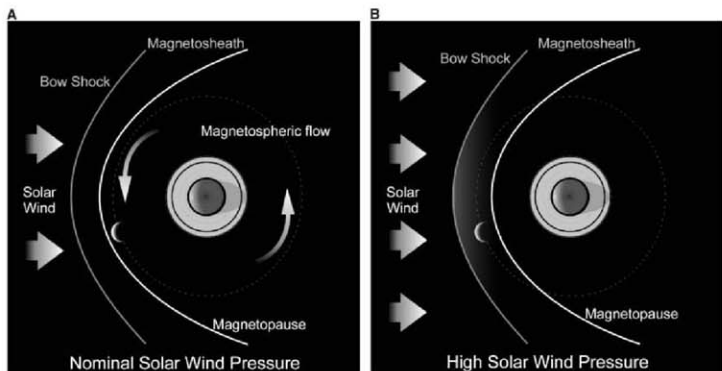 A
Magnetosheath
Bow Shock
Magnetospheric flow
Solar
Wind
Magnetopause
Nominal Solar Wind Pressure
B
Magnetosheath
Bow Shock
Solar
Wind
Magnetopause
High Solar Wind Pressure